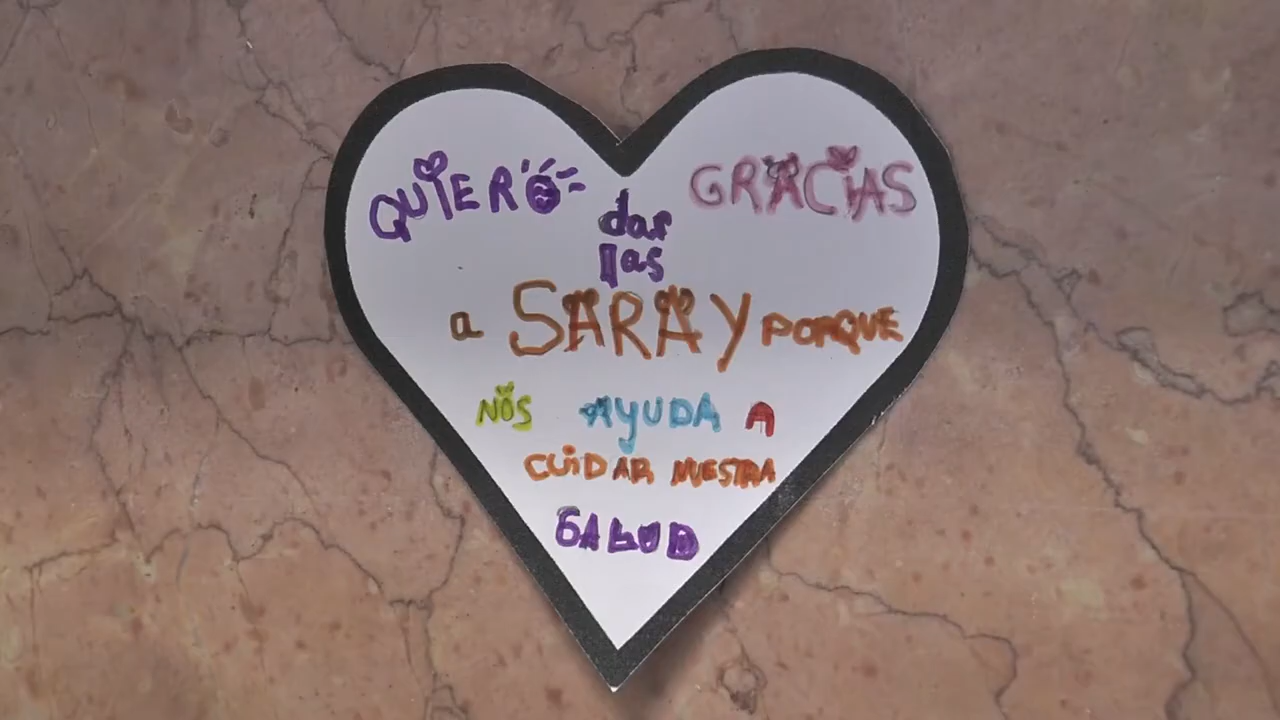 QUIERO dar las GRACIAS
a SARAY PORQUE
NOS AYUDA A
CUIDAR NUESTRA
SALUD